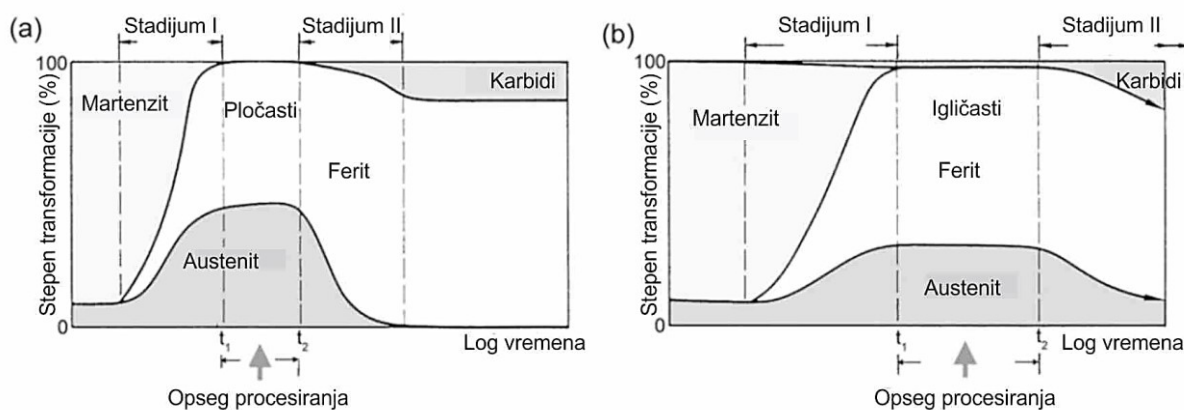 (a)
Stadijum I
Stadijum II
100
Karbidi
Martenzit
Pločasti
Stepen transformacije (%)
Ferit
Austenit
0
t1
t2
Log vremena
Opseg procesiranja
(b)
Stadijum I
Stadijum II
100
Karbidi
Martenzit
Igličasti
Stepen transformacije (%)
Ferit
Austenit
0
t1
t2
Log vremena
Opseg procesiranja